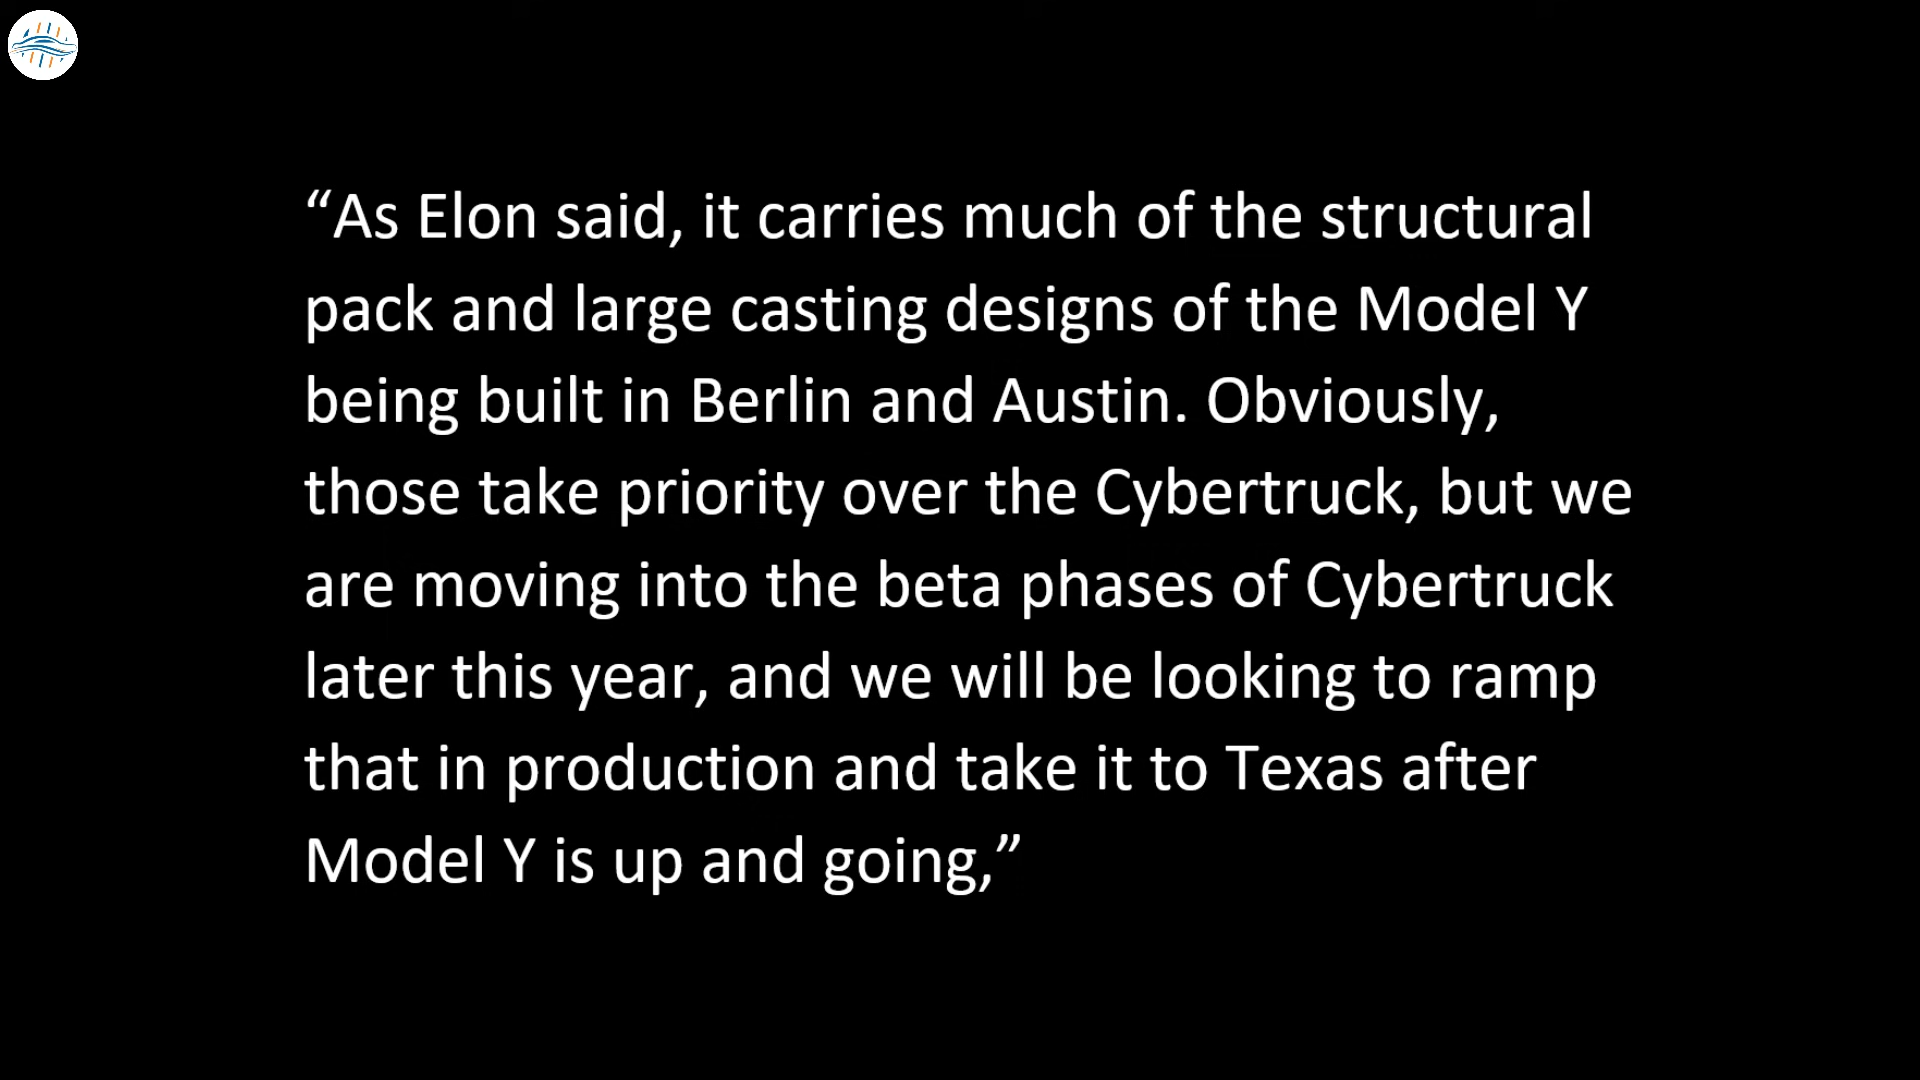 “As Elon said, it carries much of the structural
pack and large casting designs of the Model Y
being built in Berlin and Austin. Obviously,
those take priority over the Cybertruck, but we
are moving into the beta phases of Cybertruck
later this year, and we will be looking to ramp
that in production and take it to Texas after
Model Y is up and going,”